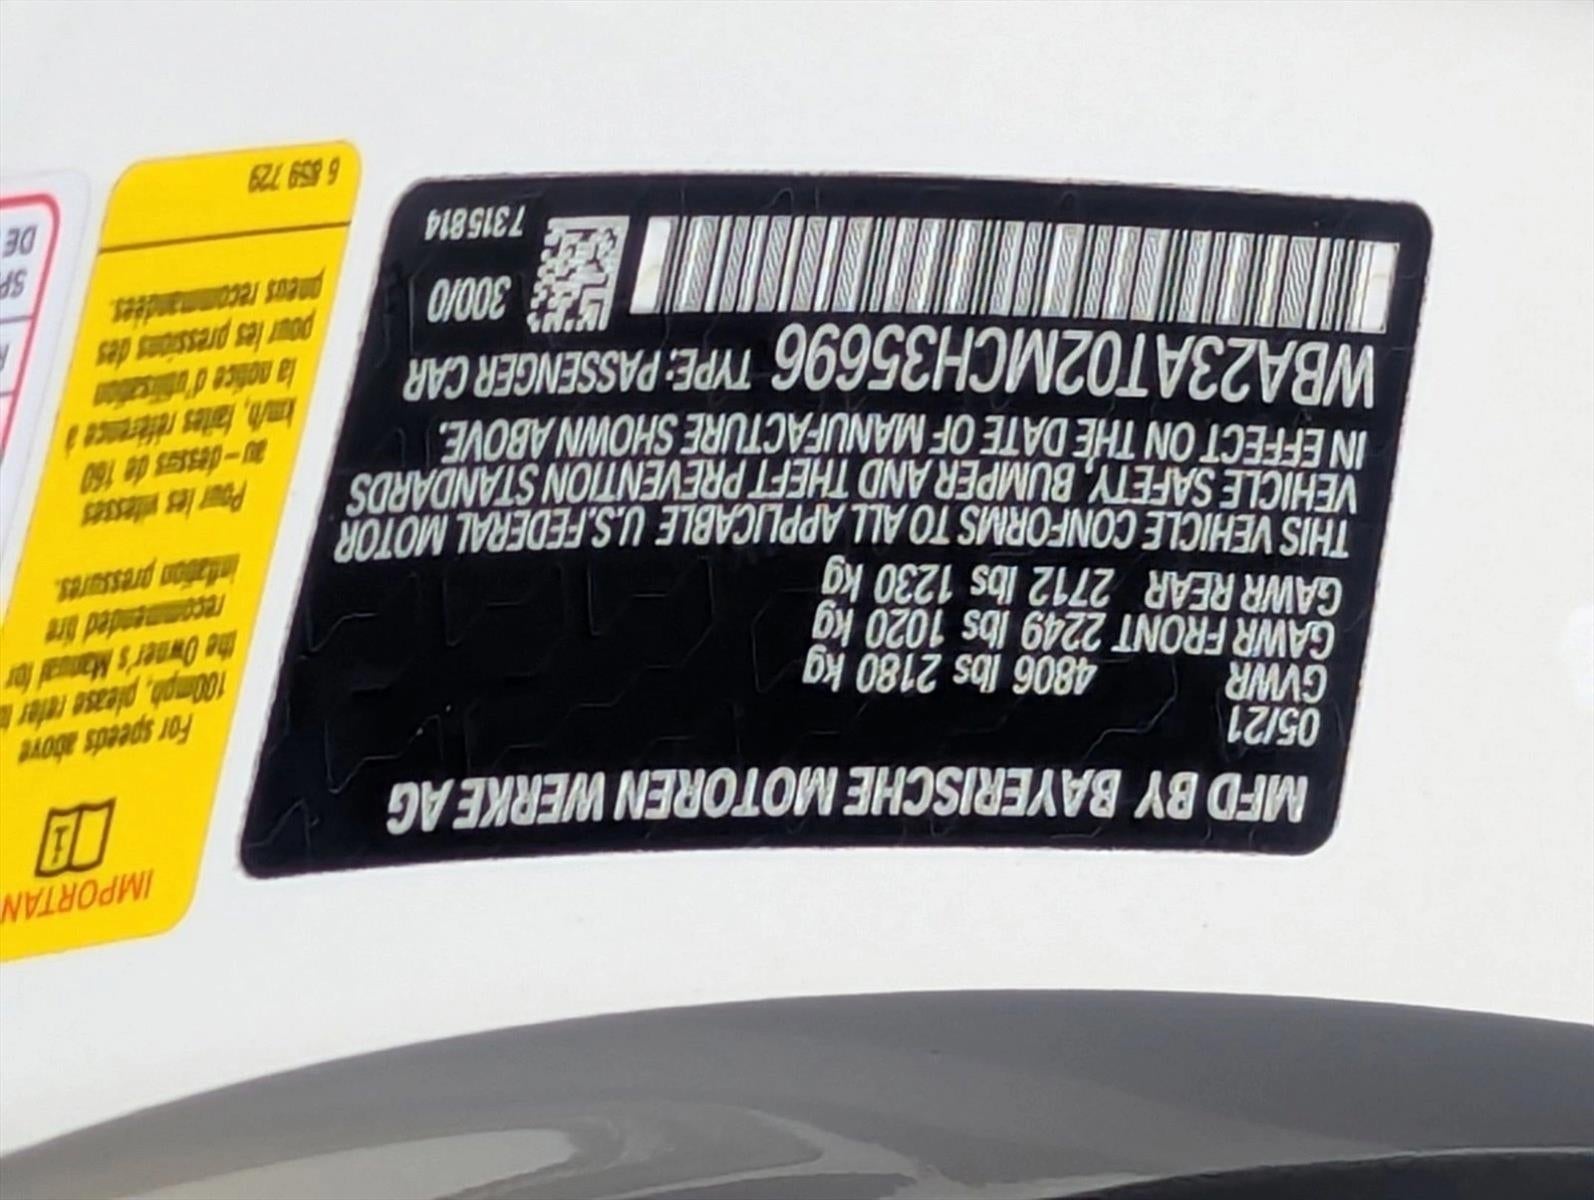 MFD BY BAYERISCHE MOTOREN WERKE AG
05/21
GVWR 4806 lbs 2180 kg
GAWR FRONT 2249 lbs 1020 kg
GAWR REAR 2712 lbs 1230 kg
THIS VEHICLE CONFORMS TO ALL APPLICABLE U.S.FEDERAL MOTOR
VEHICLE SAFETY, BUMPER AND THEFT PREVENTION STANDARDS
IN EFFECT ON THE DATE OF MANUFACTURE SHOWN ABOVE.
WBA23AT02MCH35696 TYPE: PASSENGER CAR
300/0
7315814
IMPORTAN
For speeds above
100mph, please refer to
the Owner's Manual for
recommended tire
inflation pressures.
Pour les vitesses
au-dessus de 160
km/h, faites référence à
la notice d'utilisation
pour les pressions des
pneus recommandées.
6 859 729
SP
DE